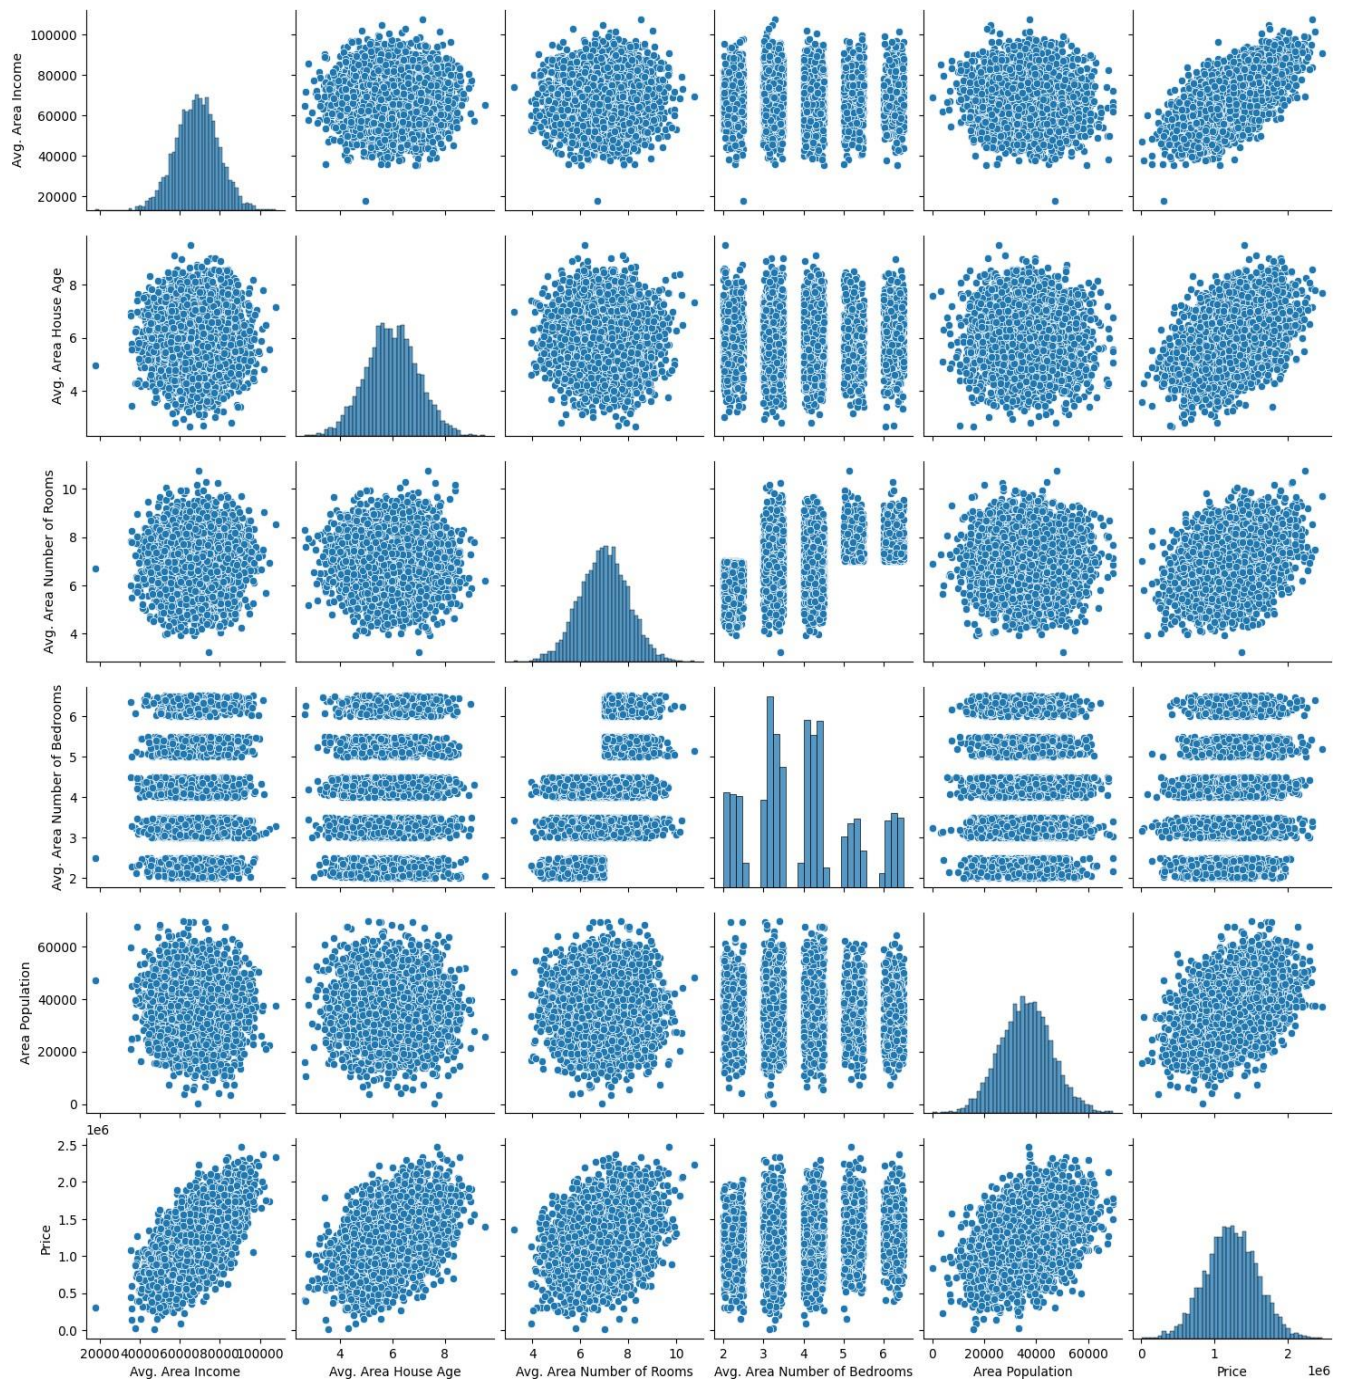 100000
80000
60000
40000
20000
Avg. Area Income
8
6
4
Avg. Area House Age
10
8
6
4
Avg. Area Number of Rooms
6
5
4
3
2
Avg. Area Number of Bedrooms
60000
40000
20000
0
Area Population
1e6
2.5
2.0
1.5
1.0
0.5
0.0
Price
20000 40000 60000 80000 100000 4 6 8 4 6 8 10 2 3 4 5 6 0 20000 40000 60000 0 1 2
1e6
Avg. Area Income Avg. Area House Age Avg. Area Number of Rooms Avg. Area Number of Bedrooms Area Population Price